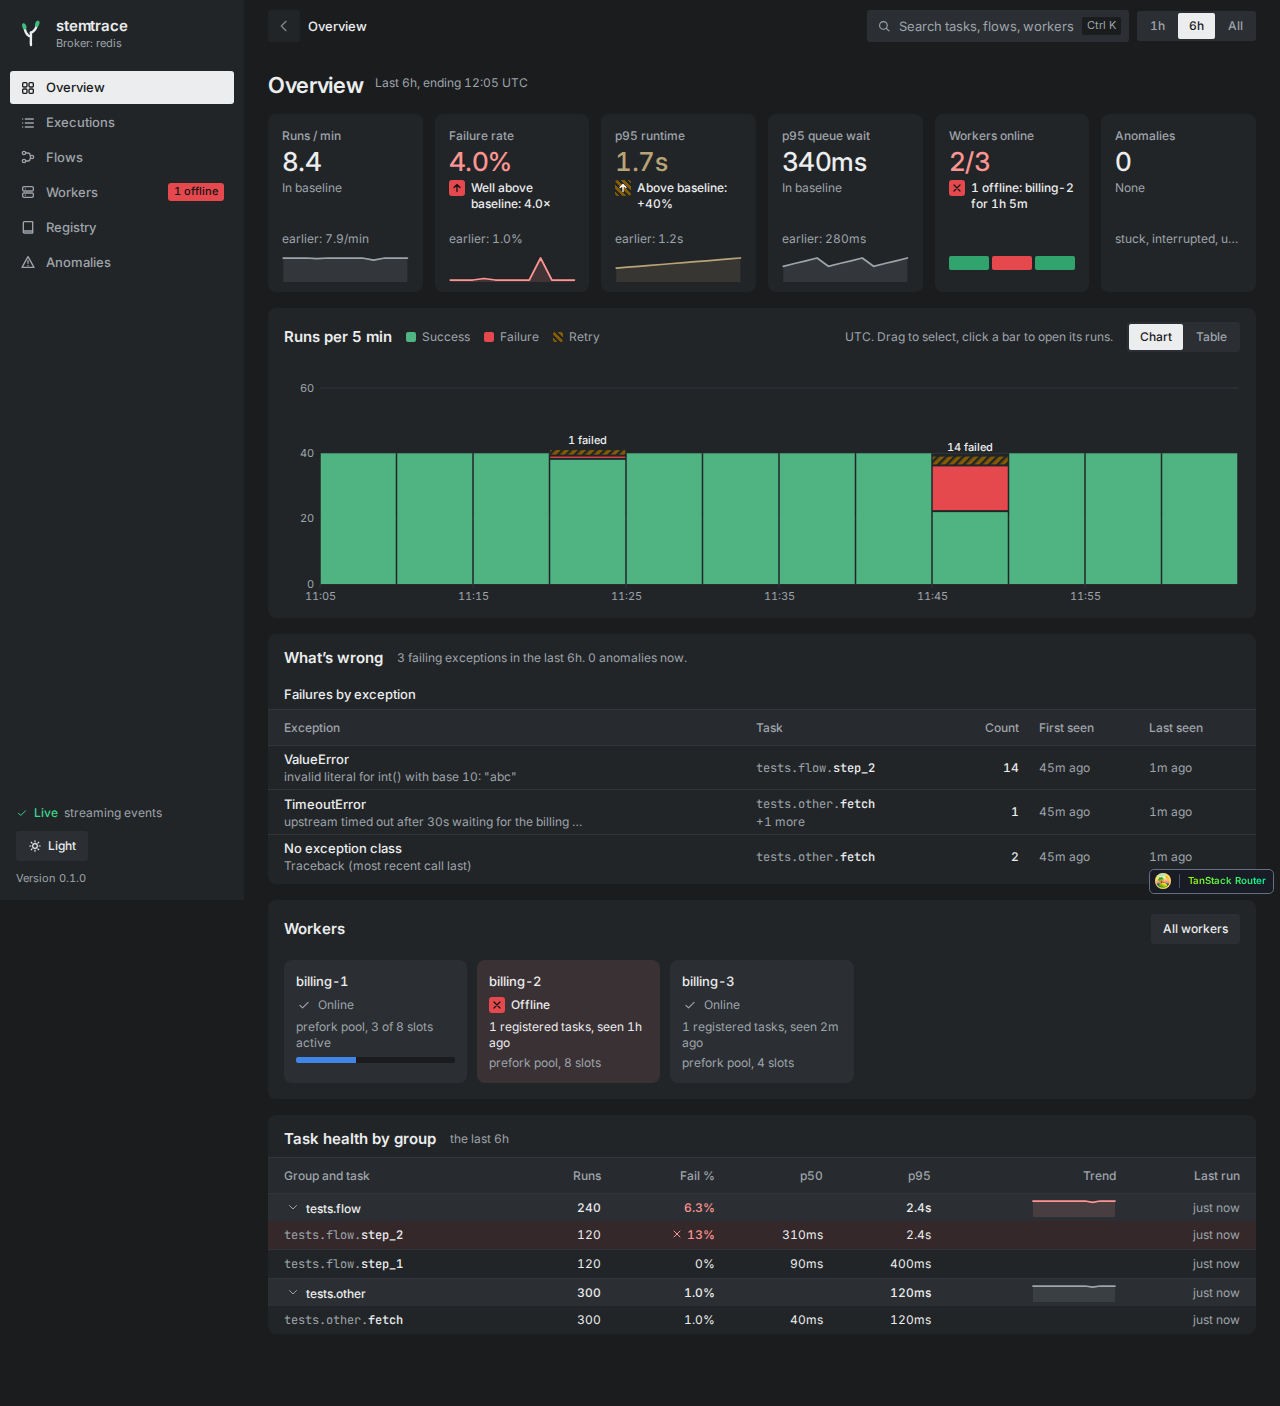 stemtrace
Broker: redis
Overview
Executions
Flows
Workers
1 offline
Registry
Anomalies
Live streaming events
Light
Version 0.1.0
Overview
Search tasks, flows, workers
Ctrl K
1h
6h
All
Overview
Last 6h, ending 12:05 UTC
Runs / min
8.4
In baseline
earlier: 7.9/min
Failure rate
4.0%
Well above
baseline: 4.0×
earlier: 1.0%
p95 runtime
1.7s
Above baseline:
+40%
earlier: 1.2s
p95 queue wait
340ms
In baseline
earlier: 280ms
Workers online
2/3
1 offline: billing-2
for 1h 5m
Anomalies
0
None
stuck, interrupted, u…
Runs per 5 min
Success
Failure
Retry
UTC. Drag to select, click a bar to open its runs.
Chart
Table
60
40
20
0
1 failed
14 failed
11:05
11:15
11:25
11:35
11:45
11:55
What’s wrong
3 failing exceptions in the last 6h. 0 anomalies now.
Failures by exception
Exception Task Count First seen Last seen
ValueError
invalid literal for int() with base 10: "abc"
tests.flow.step_2 14 45m ago 1m ago
TimeoutError
upstream timed out after 30s waiting for the billing …
tests.other.fetch
+1 more
1 45m ago 1m ago
No exception class
Traceback (most recent call last)
tests.other.fetch 2 45m ago 1m ago
TanStack Router
Workers
All workers
billing-1
Online
prefork pool, 3 of 8 slots
active
billing-2
Offline
1 registered tasks, seen 1h
ago
prefork pool, 8 slots
billing-3
Online
1 registered tasks, seen 2m
ago
prefork pool, 4 slots
Task health by group
the last 6h
Group and task Runs Fail % p50 p95 Trend Last run
tests.flow 240 6.3% 2.4s just now
tests.flow.step_2 120 13% 310ms 2.4s just now
tests.flow.step_1 120 0% 90ms 400ms just now
tests.other 300 1.0% 120ms just now
tests.other.fetch 300 1.0% 40ms 120ms just now